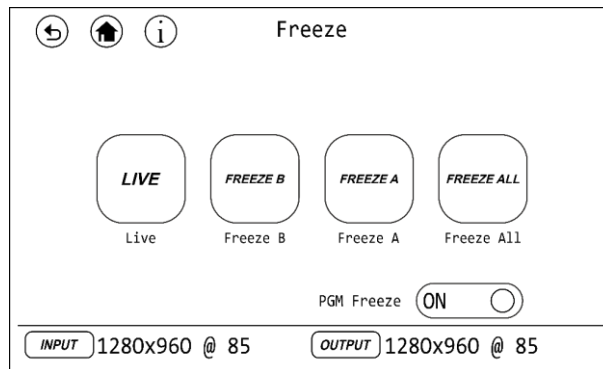 i Freeze
LIVE FREEZE B FREEZE A FREEZE ALL
Live Freeze B Freeze A Freeze All
PGM Freeze ON
INPUT 1280x960 @ 85 OUTPUT 1280x960 @ 85